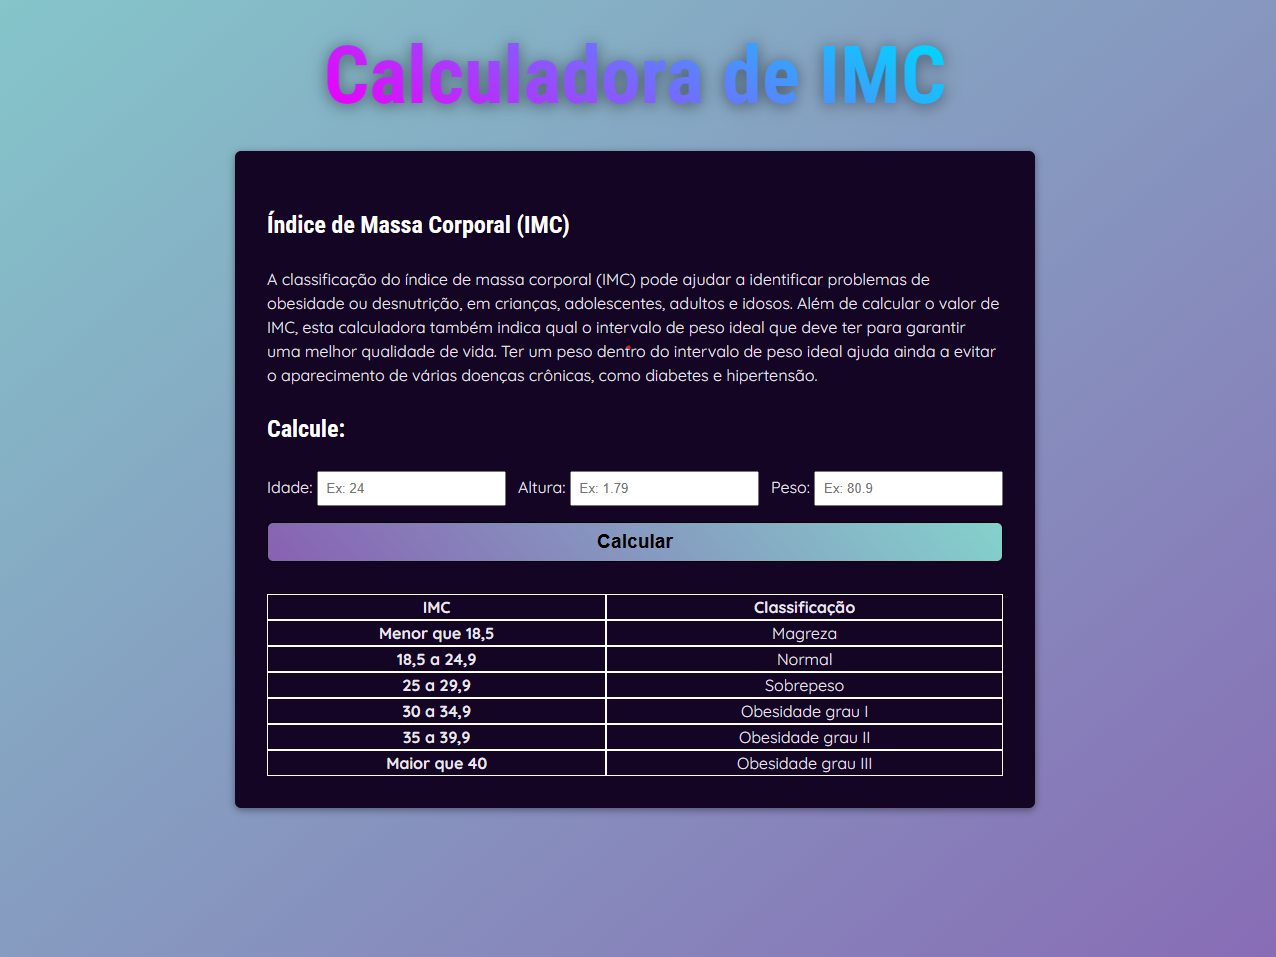 Calculadora de IMC
Índice de Massa Corporal (IMC)
A classificação do índice de massa corporal (IMC) pode ajudar a identificar problemas de
obesidade ou desnutrição, em crianças, adolescentes, adultos e idosos. Além de calcular o valor de
IMC, esta calculadora também indica qual o intervalo de peso ideal que deve ter para garantir
uma melhor qualidade de vida. Ter um peso dentro do intervalo de peso ideal ajuda ainda a evitar
o aparecimento de várias doenças crônicas, como diabetes e hipertensão.
Calcule:
Idade: Ex: 24 Altura: Ex: 1.79 Peso: Ex: 80.9
Calcular
IMC Classificação
Menor que 18,5 Magreza
18,5 a 24,9 Normal
25 a 29,9 Sobrepeso
30 a 34,9 Obesidade grau I
35 a 39,9 Obesidade grau II
Maior que 40 Obesidade grau III